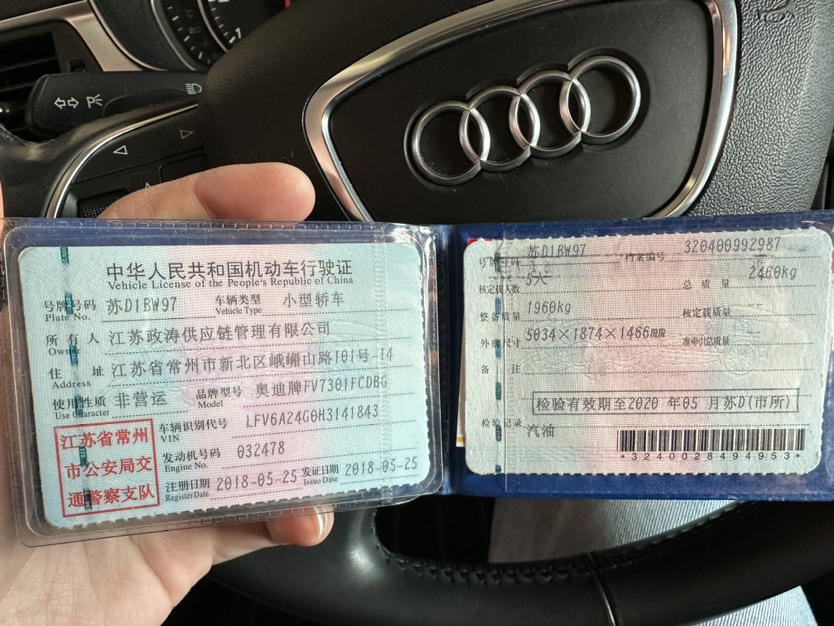 中华人民共和国机动车行驶证
Vehicle License of the People's Republic of China
号牌号码 苏D1BW97 车辆类型 小型轿车
Plate No. Vehicle Type
所有人 江苏政涛供应链管理有限公司
Owner
住址 江苏省常州市新北区峨嵋山路101号-14
Address
使用性质 非营运 品牌型号 奥迪牌FV7301FCDBG
Use Character Model
车辆识别代号 LFV6A24G0H3141843
VIN
发动机号码 032478
Engine No.
注册日期 2018-05-25 发证日期 2018-05-25
Register Date Issue Date
江苏省常州
市公安局交
通警察支队
号牌号码 苏D1BW97 档案编号 320400992987
核定载人数 5人 总质量 2460kg
整备质量 1960kg 核定载质量
外廓尺寸 5034×1874×1466mm 准牵引总质量
备注
检验有效期至2020年05月苏D(市所)
检验记录
汽油
*3240028494953*